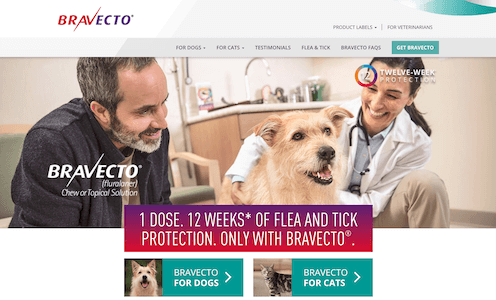 BRAVECTO®
PRODUCT LABELS
FOR VETERINARIANS
FOR DOGS
FOR CATS
TESTIMONIALS
FLEA & TICK
BRAVECTO FAQS
GET BRAVECTO
TWELVE-WEEK
PROTECTION
BRAVECTO®
(fluralaner)
Chew or Topical Solution
1 DOSE. 12 WEEKS* OF FLEA AND TICK
PROTECTION. ONLY WITH BRAVECTO®.
BRAVECTO
FOR DOGS
BRAVECTO
FOR CATS